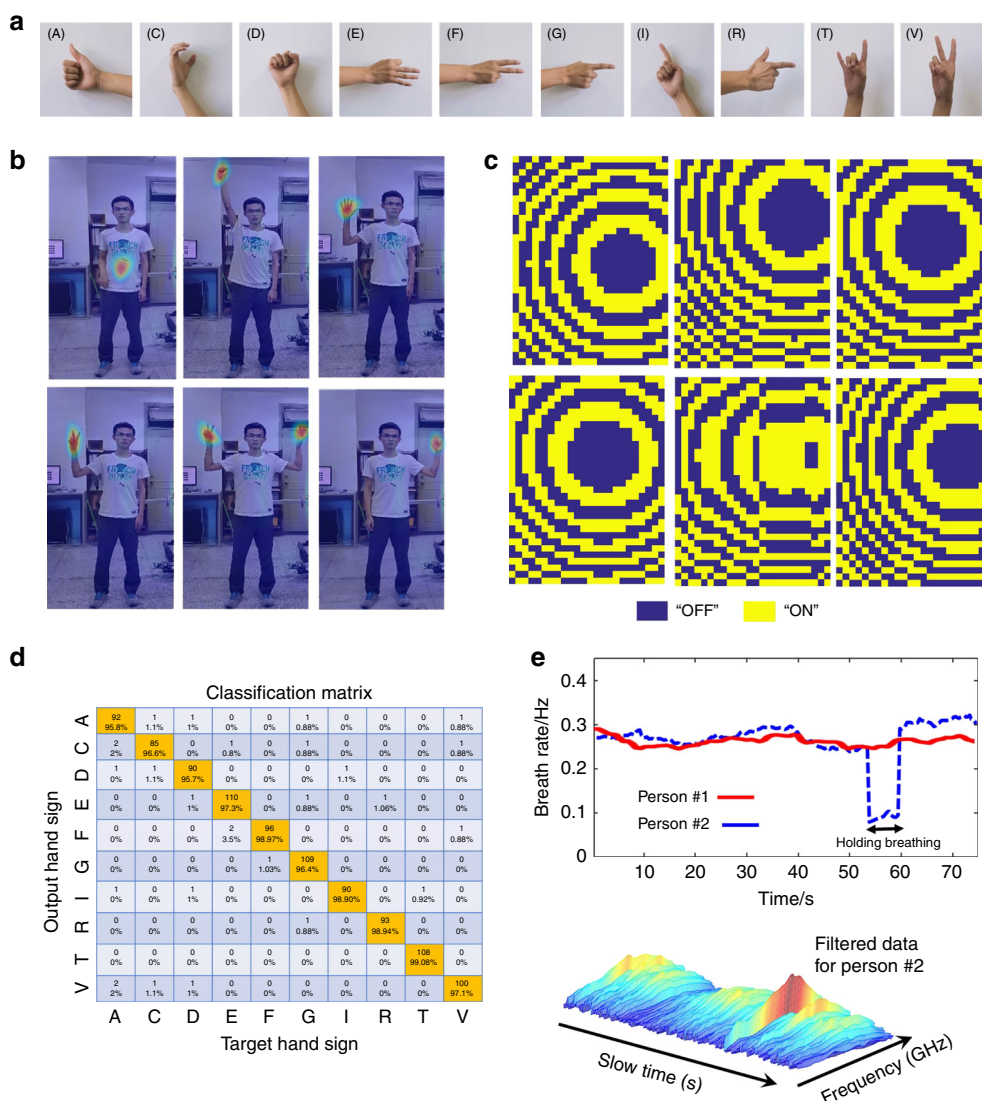 a
(A) (C) (D) (E) (F) (G) (I) (R) (T) (V)
b
c
"OFF" "ON"
d
Classification matrix
Output hand sign
A
92 1 1 0 0 1 0 0 0 1
95.8% 1.1% 1% 0% 0% 0.88% 0% 0% 0% 0.88%
C
2 85 0 1 0 0 0 0 0 1
2% 96.6% 0% 0.8% 0% 0% 0% 0% 0% 0.88%
D
1 1 90 0 0 0 1 0 0 0
0% 1.1% 95.7% 0% 0% 0% 1.1% 0% 0% 0%
E
0 0 1 110 0 1 0 1 0 0
0% 0% 1% 97.3% 0% 0.88% 0% 1.06% 0% 0%
F
0 0 0 2 96 0 0 0 0 1
0% 0% 0% 3.5% 98.97% 0% 0% 0% 0% 0.88%
G
0 0 0 0 1 109 0 0 0 0
0% 0% 0% 0% 1.03% 96.4% 0% 0% 0% 0%
I
1 0 1 0 0 0 90 0 1 0
0% 0% 1% 0% 0% 0% 98.90% 0% 0.92% 0%
R
0 0 0 0 0 1 0 93 0 0
0% 0% 0% 0% 0% 0.88% 0% 98.94% 0% 0%
T
0 0 0 0 0 0 0 0 108 0
0% 0% 0% 0% 0% 0% 0% 0% 99.08% 0%
V
2 1 1 0 0 0 0 0 0 100
2% 1.1% 1% 0% 0% 0% 0% 0% 0% 97.1%
A C D E F G I R T V
Target hand sign
e
Breath rate/Hz
0.4
0.3
0.2
0.1
0
Person #1
Person #2
Holding breathing
10 20 30 40 50 60 70
Time/s
Filtered data
for person #2
Slow time (s)
Frequency (GHz)